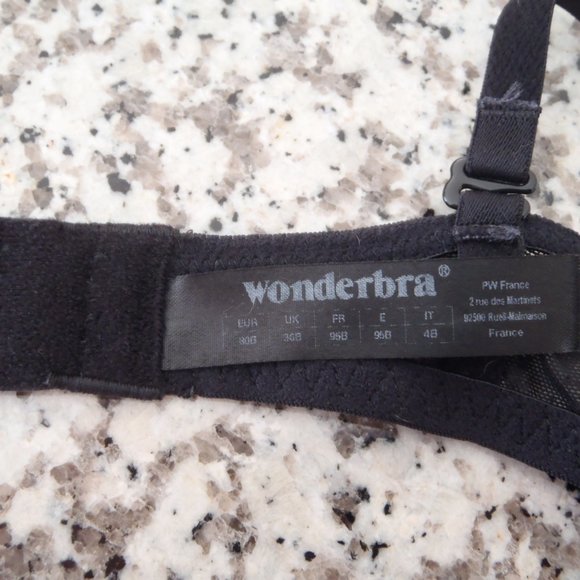 wonderbra®
EUR UK FR E IT
80B 36B 95B 95B 4B
PW France
2 rue des Martinets
92500 Rueil-Malmaison
France